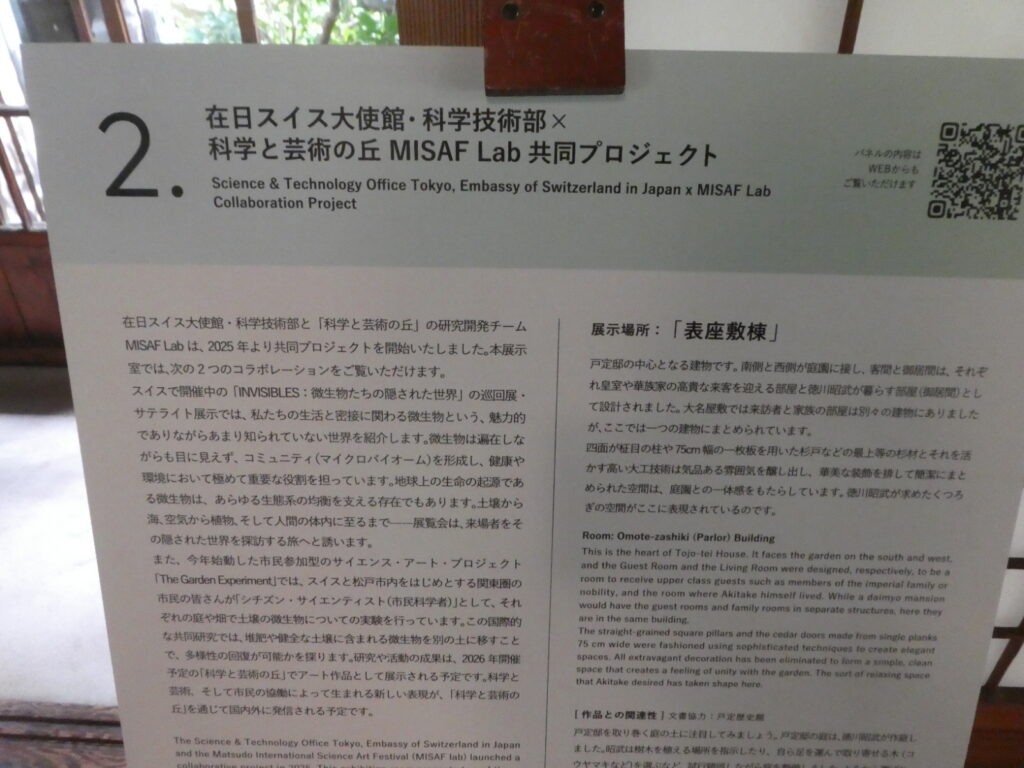 2.
在日スイス大使館・科学技術部×
科学と芸術の丘 MISAF Lab 共同プロジェクト
Science & Technology Office Tokyo, Embassy of Switzerland in Japan x MISAF Lab
Collaboration Project
パネルの内容は
WEBからも
ご覧いただけます
在日スイス大使館・科学技術部と「科学と芸術の丘」の研究開発チーム
MISAF Lab は、2025 年より共同プロジェクトを開始いたしました。本展示
室では、次の 2 つのコラボレーションをご覧いただけます。
スイスで開催中の「INVISIBLES：微生物たちの隠された世界」の巡回展・
サテライト展示では、私たちの生活と密接に関わる微生物という、魅力的
でありながらあまり知られていない世界を紹介します。微生物は遍在しな
がらも目に見えず、コミュニティ（マイクロバイオーム）を形成し、健康や
環境において極めて重要な役割を担っています。地球上の生命の起源であ
る微生物は、あらゆる生態系の均衡を支える存在でもあります。土壌から
海、空気から植物、そして人間の体内に至るまで——展覧会は、来場者をそ
の隠された世界を探訪する旅へと誘います。
また、今年始動した市民参加型のサイエンス・アート・プロジェクト
「The Garden Experiment」では、スイスと松戸市内をはじめとする関東圏の
市民の皆さんが「シチズン・サイエンティスト（市民科学者）」として、それ
ぞれの庭や畑で土壌の微生物についての実験を行っています。この国際的
な共同研究では、堆肥や健全な土壌に含まれる微生物を別の土に移すこと
で、多様性の回復が可能かを探ります。研究や活動の成果は、2026 年開催
予定の「科学と芸術の丘」でアート作品として展示される予定です。科学と
芸術、そして市民の協働によって生まれる新しい表現が、「科学と芸術の
丘」を通じて国内外に発信される予定です。
The Science & Technology Office Tokyo, Embassy of Switzerland in Japan
and the Matsudo International Science Art Festival (MISAF lab) launched a
collaborative project in 2025. This exhibition
展示場所：「表座敷棟」
戸定邸の中心となる建物です。南側と西側が庭園に接し、客間と御居間は、それぞ
れ皇室や華族家の高貴な来客を迎える部屋と徳川昭武が暮らす部屋（御居間）とし
て設計されました。大名屋敷では来訪者と家族の部屋は別々の建物にありました
が、ここでは一つの建物にまとめられています。
四面が柾目の柱や 75cm 幅の一枚板を用いた杉戸などの最上等の杉材とそれを活
かす高い大工技術は気品ある雰囲気を醸し出し、華美な装飾を排して簡潔にまと
められた空間は、庭園との一体感をもたらしています。徳川昭武が求めたくつろ
ぎの空間がここに表現されているのです。
Room: Omote-zashiki (Parlor) Building
This is the heart of Tojo-tei House. It faces the garden on the south and west,
and the Guest Room and the Living Room were designed, respectively, to be a
room to receive upper class guests such as members of the imperial family or
nobility, and the room where Akitake himself lived. While a daimyo mansion
would have the guest rooms and family rooms in separate structures, here they
are in the same building.
The straight-grained square pillars and the cedar doors made from single planks
75 cm wide were fashioned using sophisticated techniques to create elegant
spaces. All extravagant decoration has been eliminated to form a simple, clean
space that creates a feeling of unity with the garden. The sort of relaxing space
that Akitake desired has taken shape here.
[ 作品との関連性 ] 文書協力：戸定歴史館
戸定邸を取り巻く庭の土に注目してみましょう。戸定邸の庭は、徳川昭武が作庭し
ました。昭武は樹木を植える場所を指示したり、自ら足を運んで取り寄せる木（コ
ウヤマキなど）を選ぶなど、